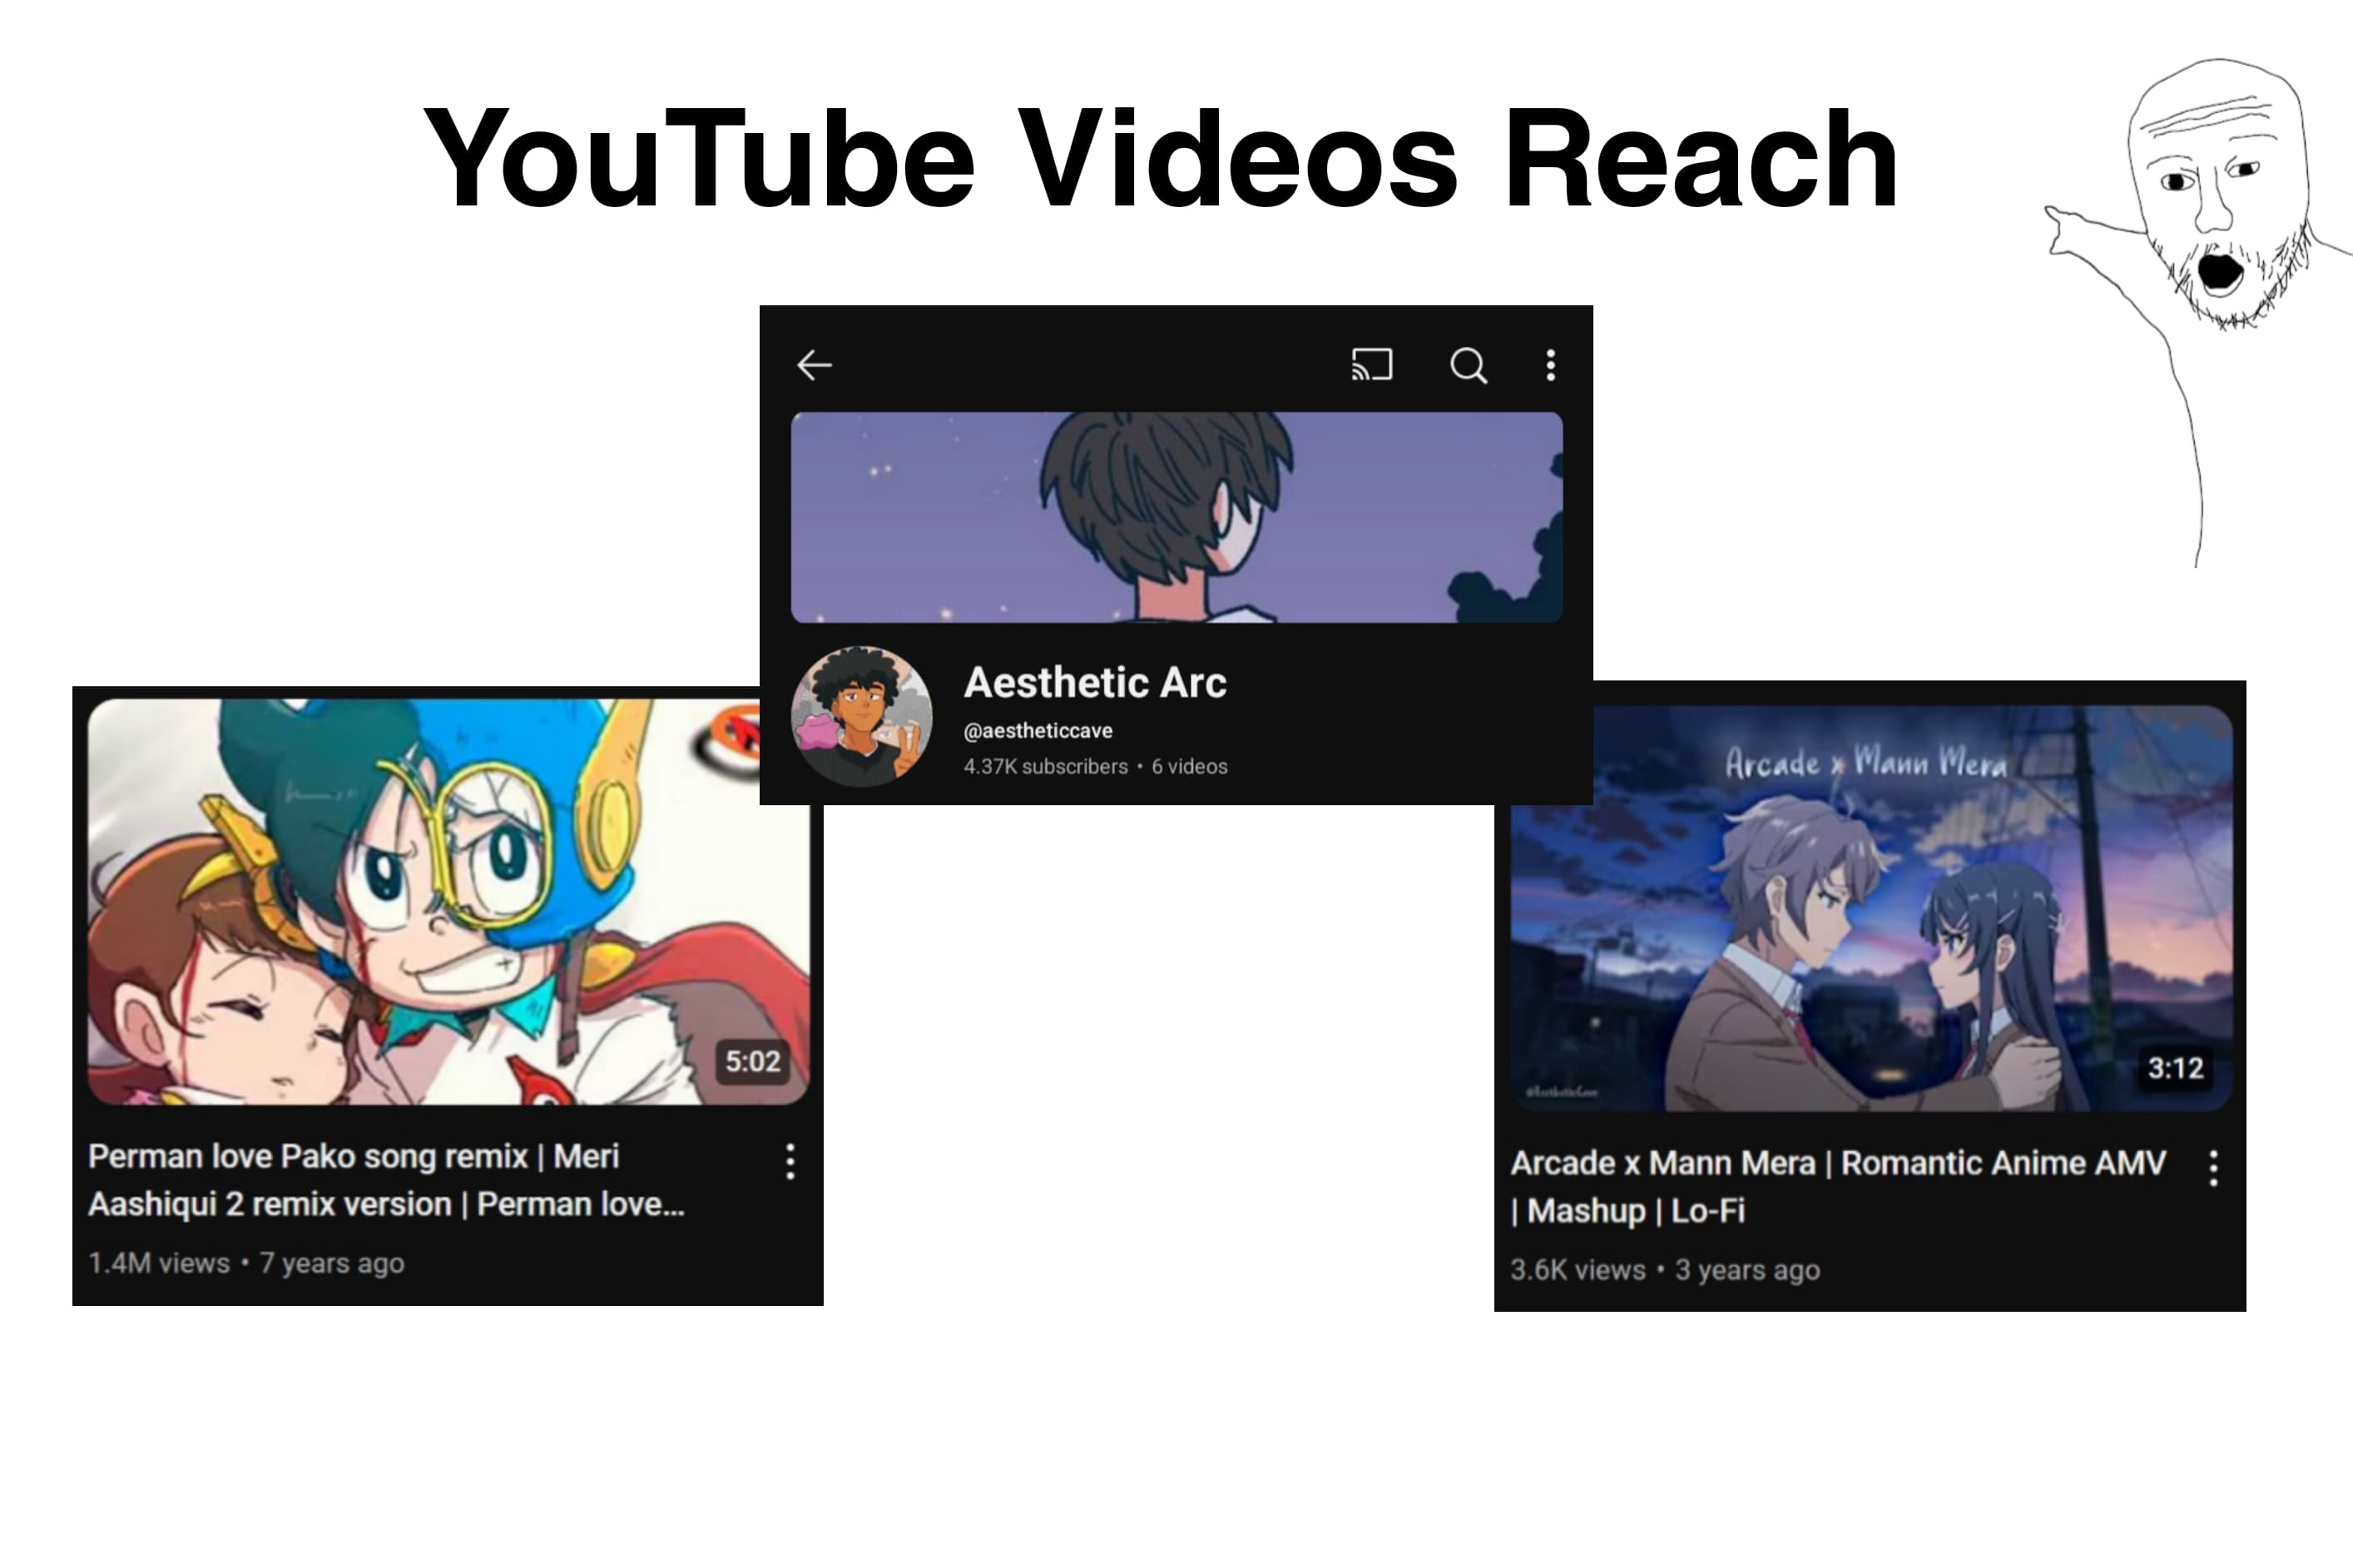 YouTube Videos Reach
Aesthetic Arc
@aestheticcave
4.37K subscribers • 6 videos
5:02
Perman love Pako song remix | Meri
Aashiqui 2 remix version | Perman love...
1.4M views • 7 years ago
Arcade x Mann Mera
3:12
Arcade x Mann Mera | Romantic Anime AMV
| Mashup | Lo-Fi
3.6K views • 3 years ago